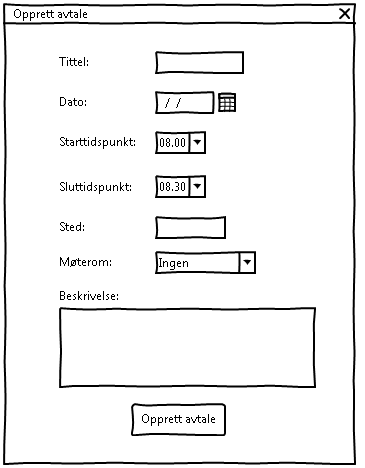 Opprett avtale
Tittel:
Dato: / /
Starttidspunkt: 08.00
Sluttidspunkt: 08.30
Sted:
Møterom: Ingen
Beskrivelse:
Opprett avtale